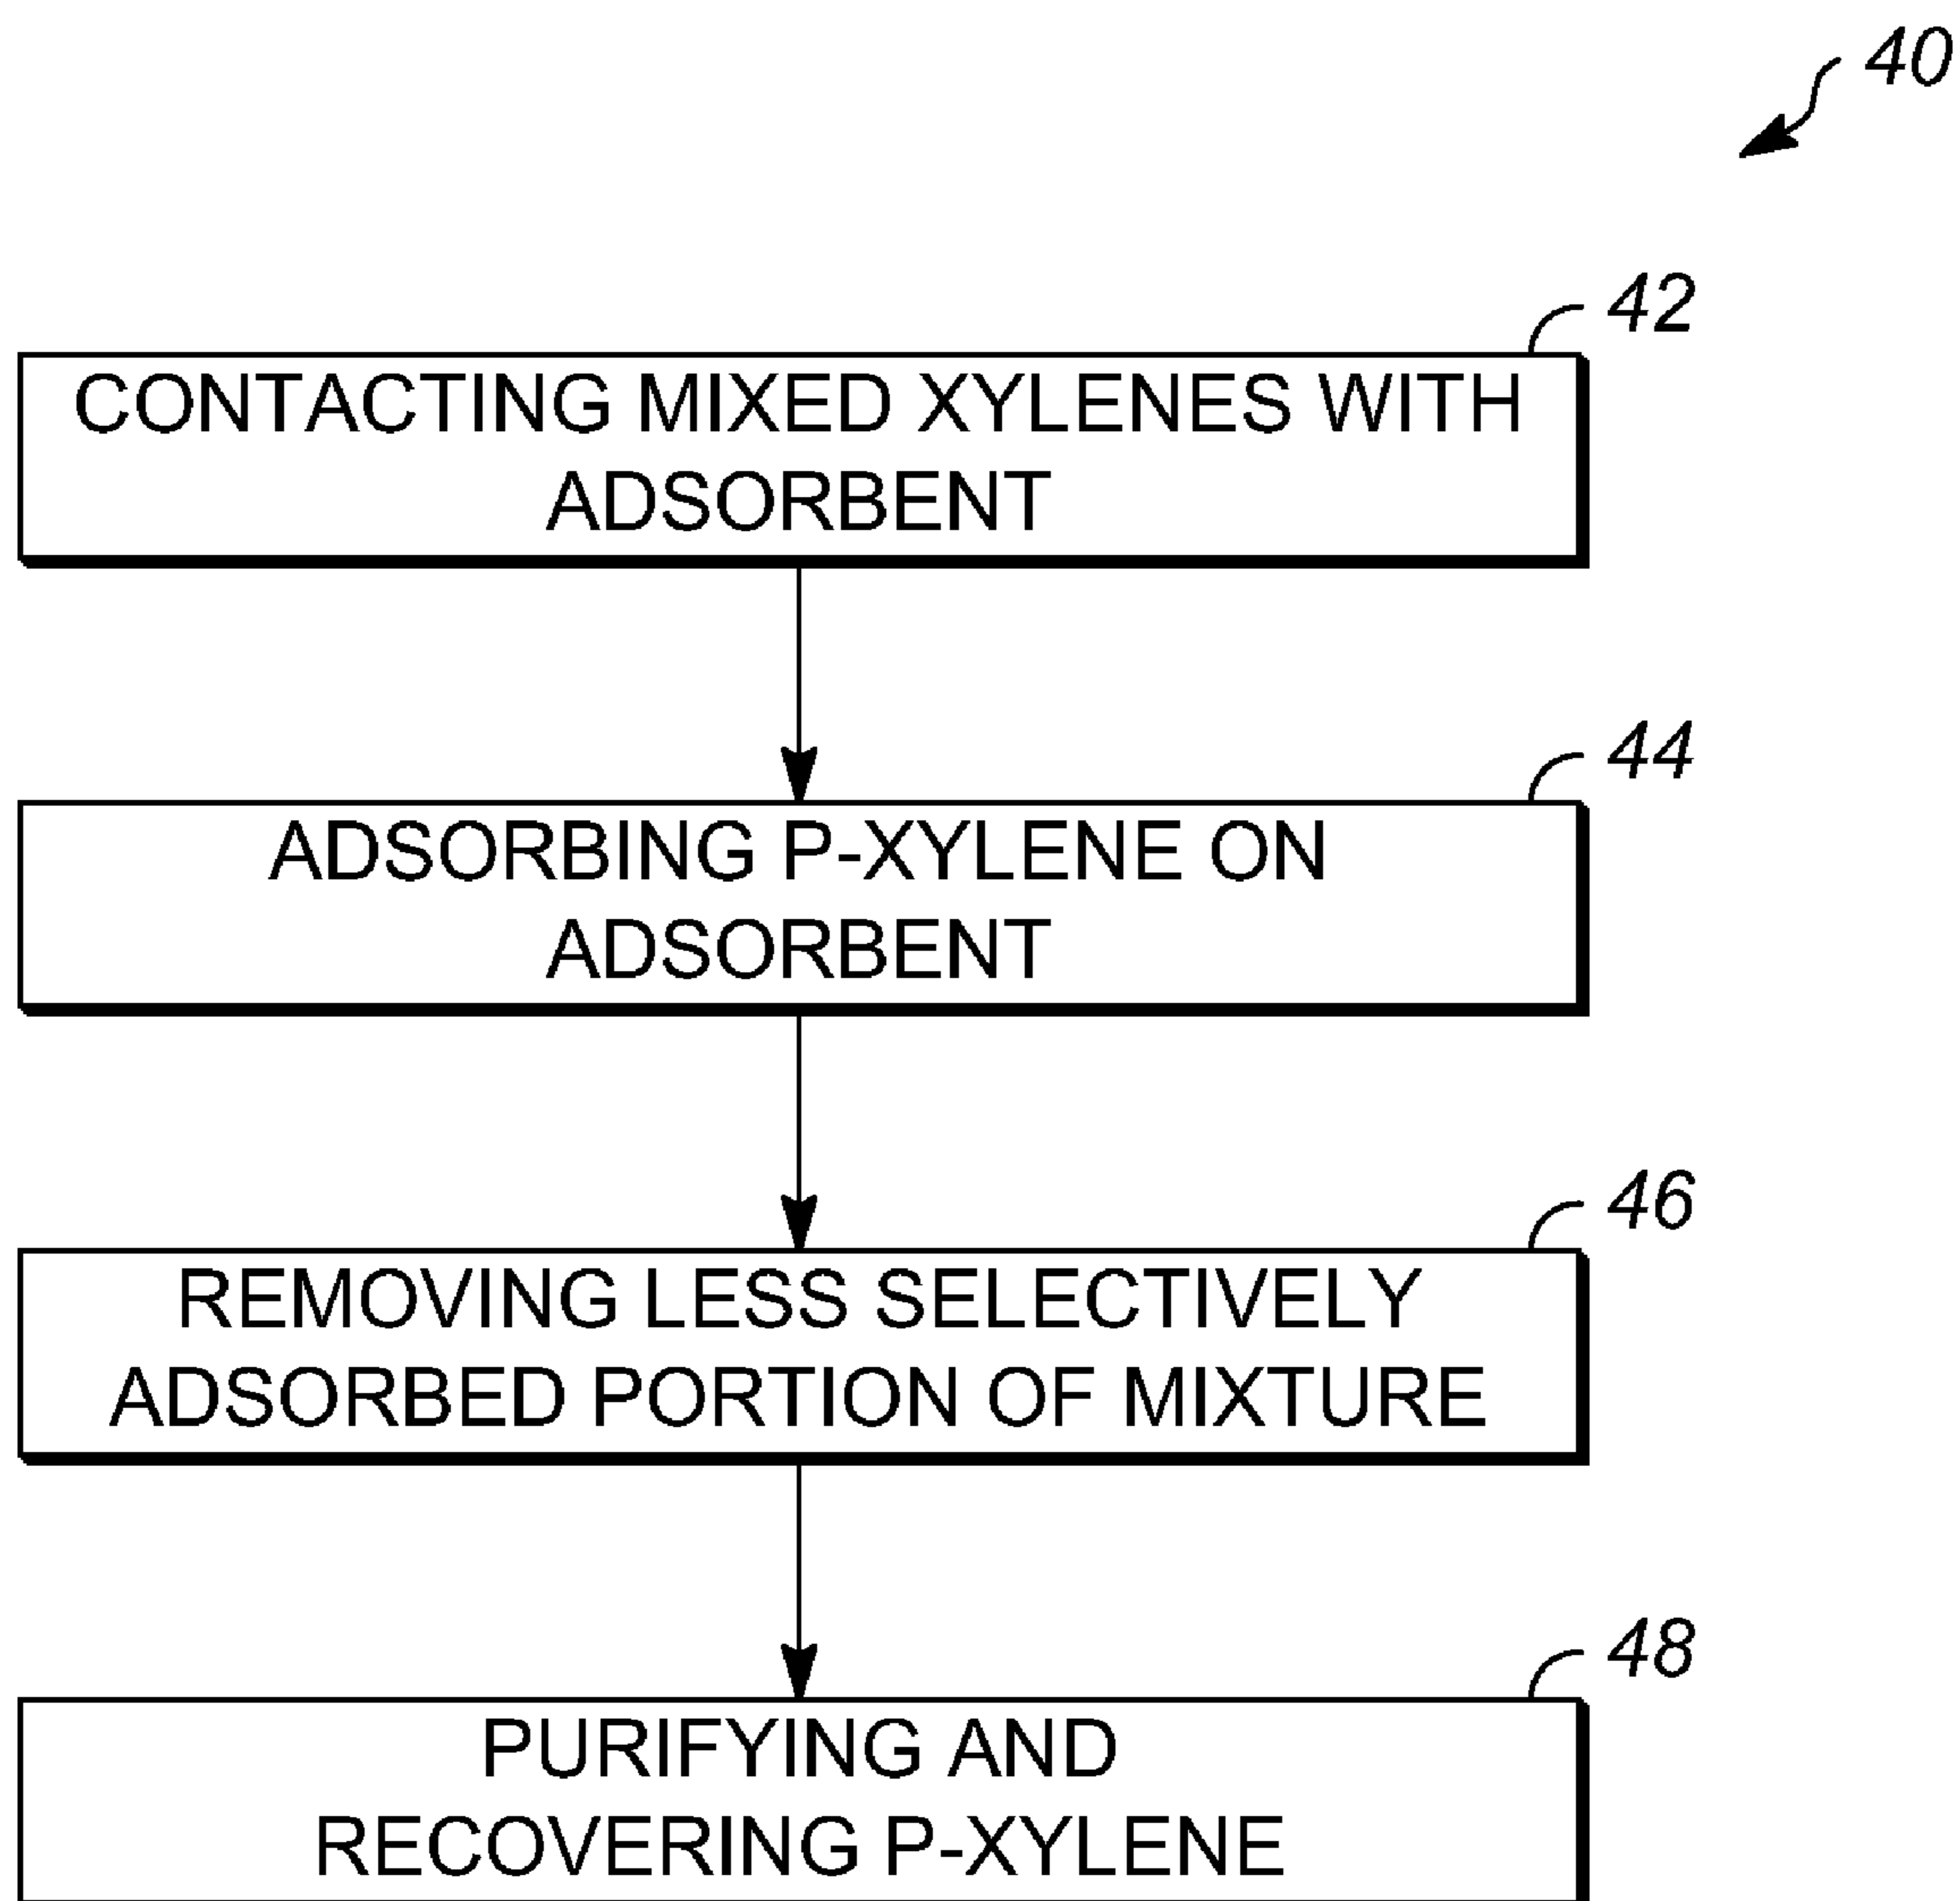 40
42
CONTACTING MIXED XYLENES WITH
ADSORBENT
44
ADSORBING P-XYLENE ON
ADSORBENT
46
REMOVING LESS SELECTIVELY
ADSORBED PORTION OF MIXTURE
48
PURIFYING AND
RECOVERING P-XYLENE